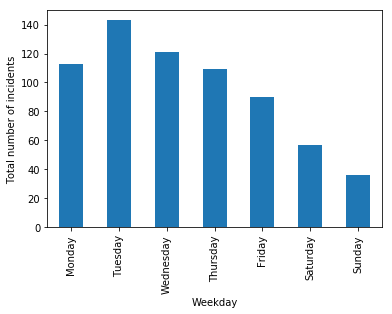 Total number of incidents
140
120
100
80
60
40
20
0
Monday
Tuesday
Wednesday
Thursday
Friday
Saturday
Sunday
Weekday